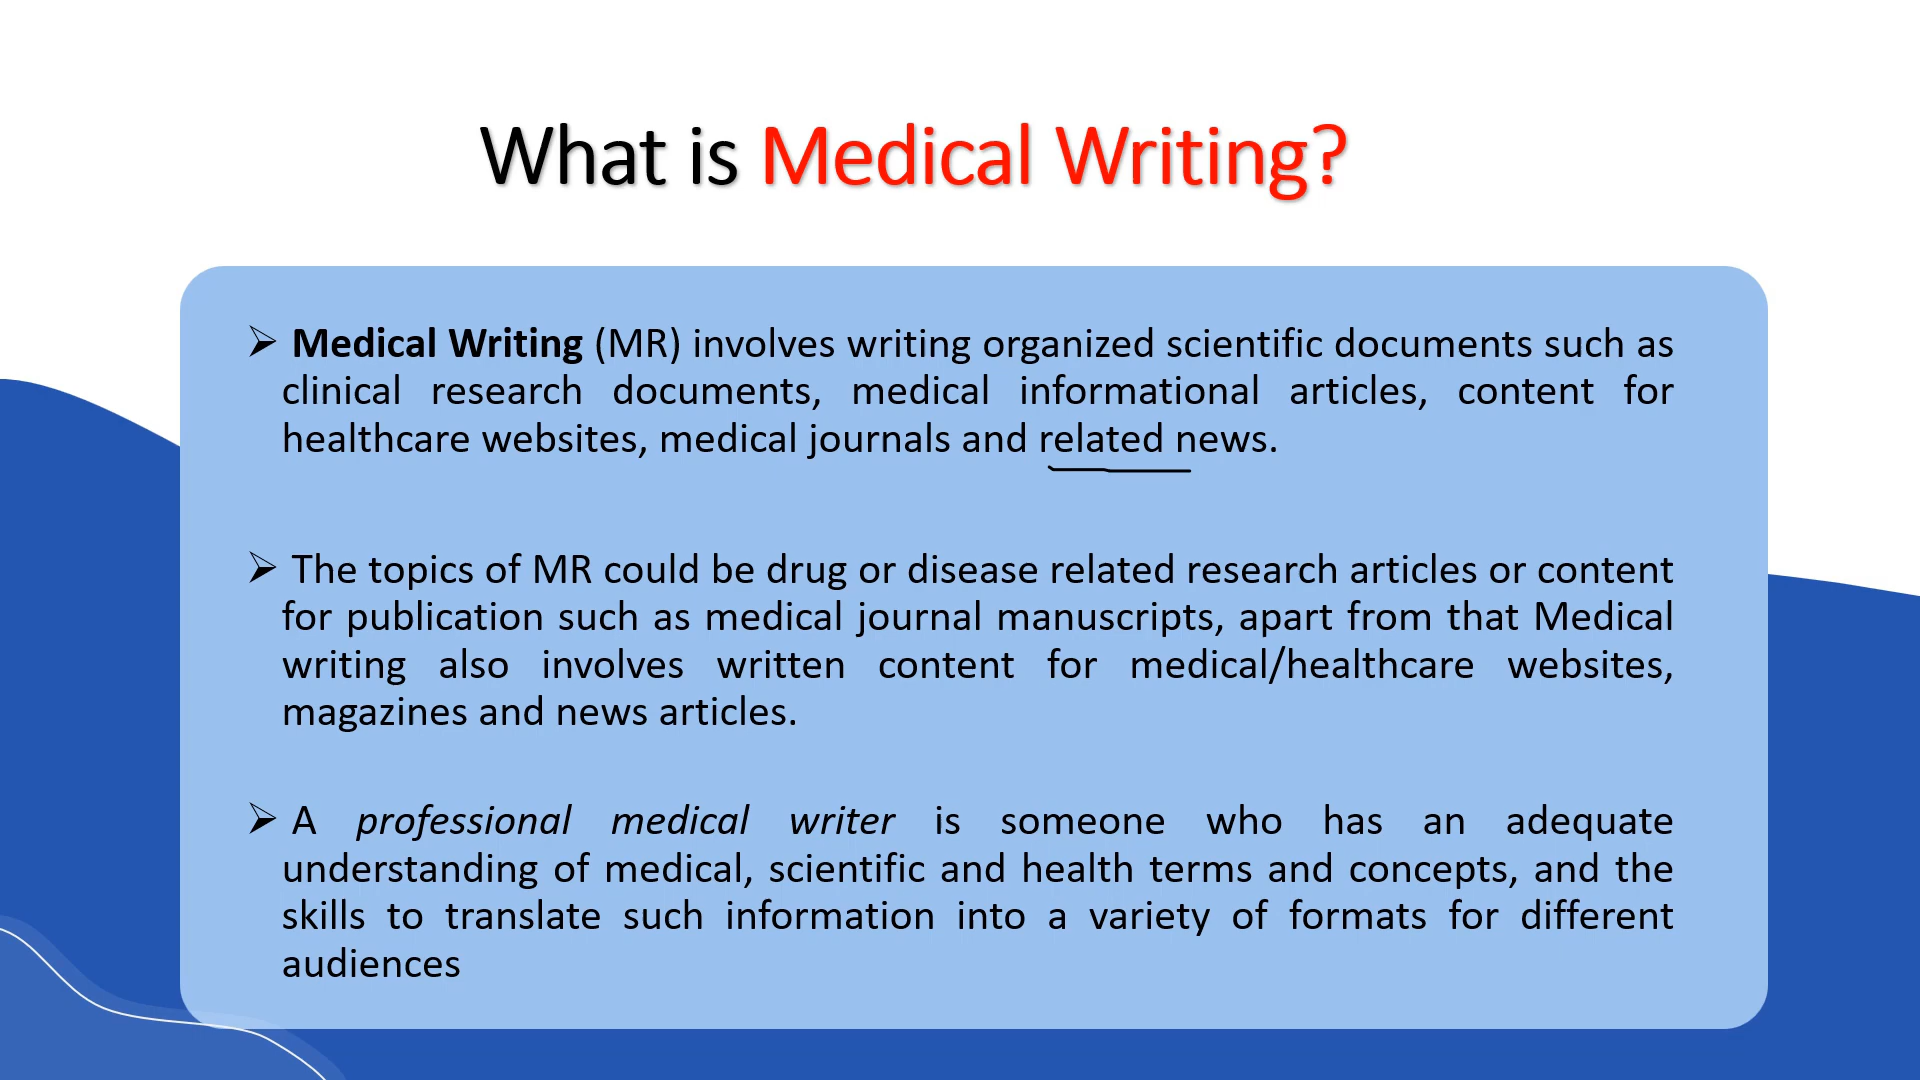 What is Medical Writing?
➢ Medical Writing (MR) involves writing organized scientific documents such as
clinical research documents, medical informational articles, content for
healthcare websites, medical journals and related news.
➢ The topics of MR could be drug or disease related research articles or content
for publication such as medical journal manuscripts, apart from that Medical
writing also involves written content for medical/healthcare websites,
magazines and news articles.
➢ A professional medical writer is someone who has an adequate
understanding of medical, scientific and health terms and concepts, and the
skills to translate such information into a variety of formats for different
audiences